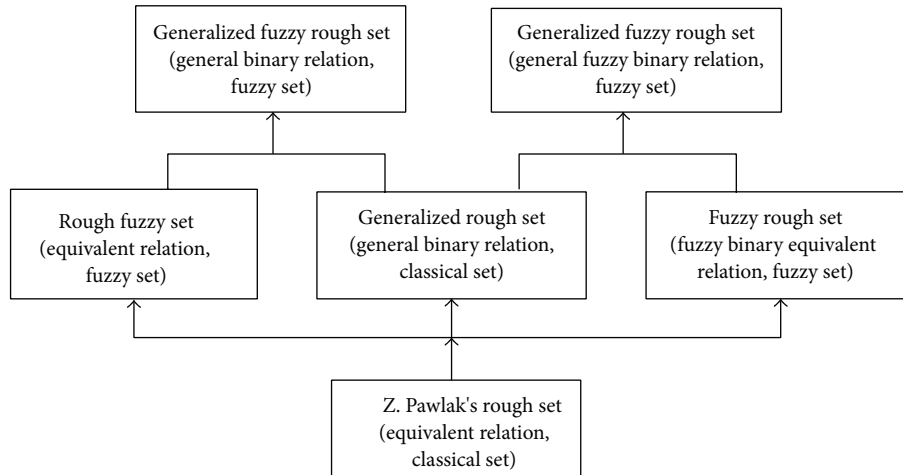 Generalized fuzzy rough set
(general binary relation,
fuzzy set)
Generalized fuzzy rough set
(general fuzzy binary relation,
fuzzy set)
Rough fuzzy set
(equivalent relation,
fuzzy set)
Generalized rough set
(general binary relation,
classical set)
Fuzzy rough set
(fuzzy binary equivalent
relation, fuzzy set)
Z. Pawlak's rough set
(equivalent relation,
classical set)